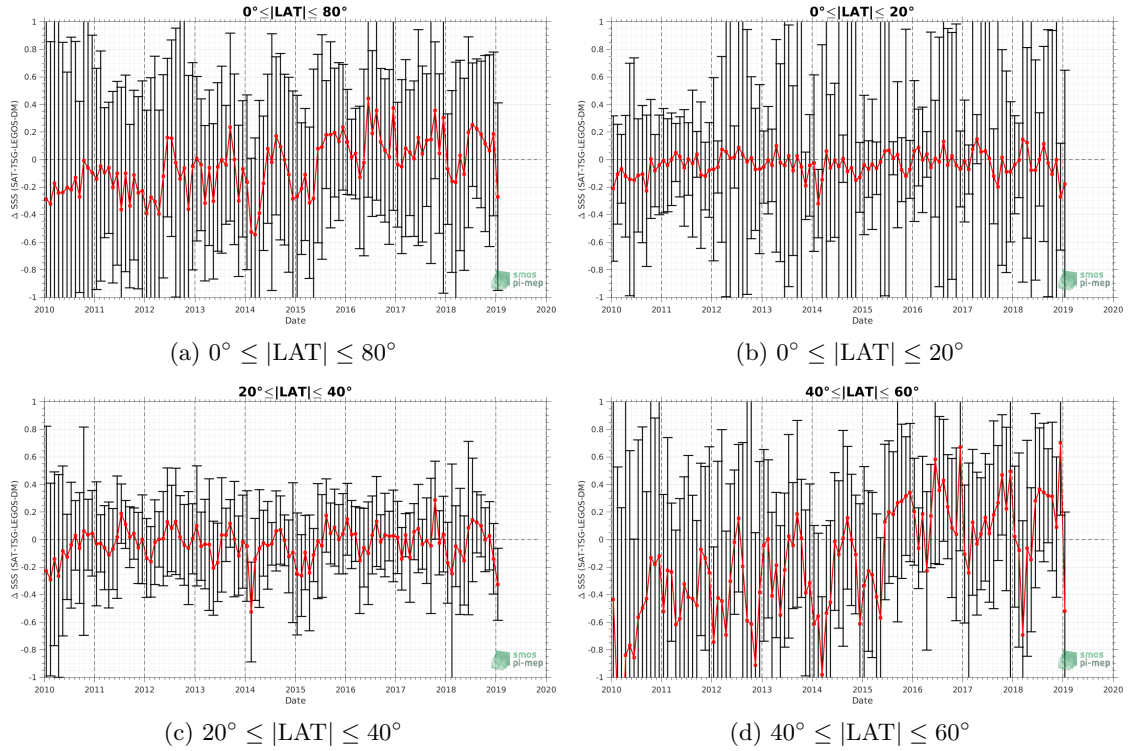 0°≤|LAT|≤ 80°
1
0.8
0.6
0.4
0.2
0
-0.2
-0.4
-0.6
-0.8
-1
Δ SSS (SAT-TSG-LEGOS-DM)
2010 2011 2012 2013 2014 2015 2016 2017 2018 2019 2020
Date
smos
pi-mep
(a) 0° ≤ |LAT| ≤ 80°
0°≤|LAT|≤ 20°
1
0.8
0.6
0.4
0.2
0
-0.2
-0.4
-0.6
-0.8
-1
Δ SSS (SAT-TSG-LEGOS-DM)
2010 2011 2012 2013 2014 2015 2016 2017 2018 2019 2020
Date
smos
pi-mep
(b) 0° ≤ |LAT| ≤ 20°
20°≤|LAT|≤ 40°
1
0.8
0.6
0.4
0.2
0
-0.2
-0.4
-0.6
-0.8
-1
Δ SSS (SAT-TSG-LEGOS-DM)
2010 2011 2012 2013 2014 2015 2016 2017 2018 2019 2020
Date
smos
pi-mep
(c) 20° ≤ |LAT| ≤ 40°
40°≤|LAT|≤ 60°
1
0.8
0.6
0.4
0.2
0
-0.2
-0.4
-0.6
-0.8
-1
Δ SSS (SAT-TSG-LEGOS-DM)
2010 2011 2012 2013 2014 2015 2016 2017 2018 2019 2020
Date
smos
pi-mep
(d) 40° ≤ |LAT| ≤ 60°